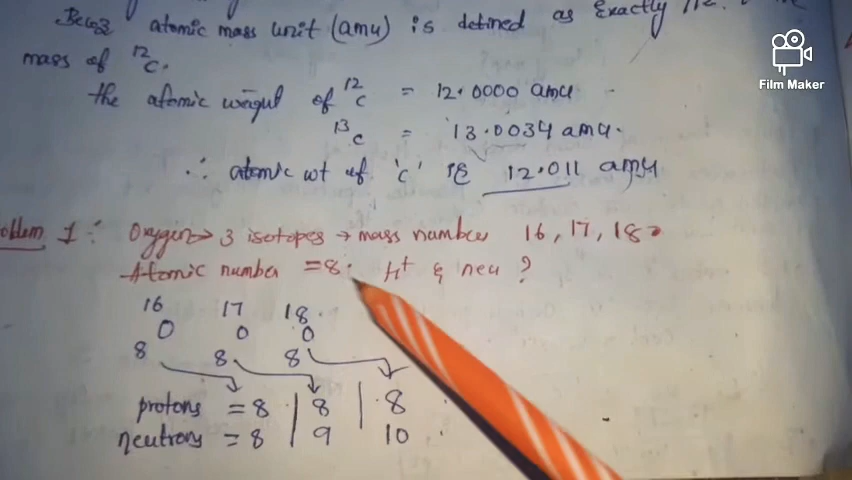 atomic mass unit (amu) is defined as exactly
mass of ¹²C.
the atomic weight of ¹²C = 12.0000 amu
¹³C = 13.0034 amu.
∴ atomic wt of 'C' is 12.011 amu
oblem 1 : Oxygen → 3 isotopes → mass number 16, 17, 18
Atomic number = 8. & neu ?
16 17 18
O O O
8 8 8
protons = 8 | 8 | 8
neutrons = 8 | 9 10
Film Maker